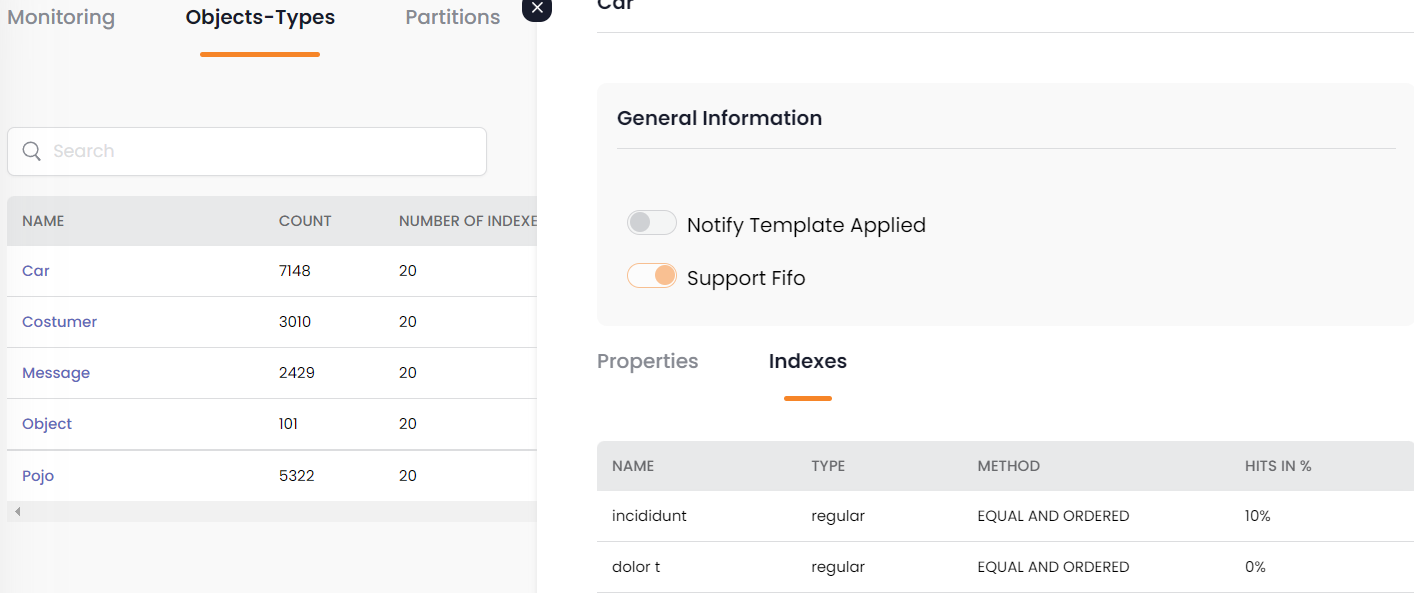 Monitoring Objects-Types Partitions
Search
NAME COUNT NUMBER OF INDEXE
Car 7148 20
Costumer 3010 20
Message 2429 20
Object 101 20
Pojo 5322 20
Car
General Information
Notify Template Applied
Support Fifo
Properties Indexes
NAME TYPE METHOD HITS IN %
incididunt regular EQUAL AND ORDERED 10%
dolor t regular EQUAL AND ORDERED 0%